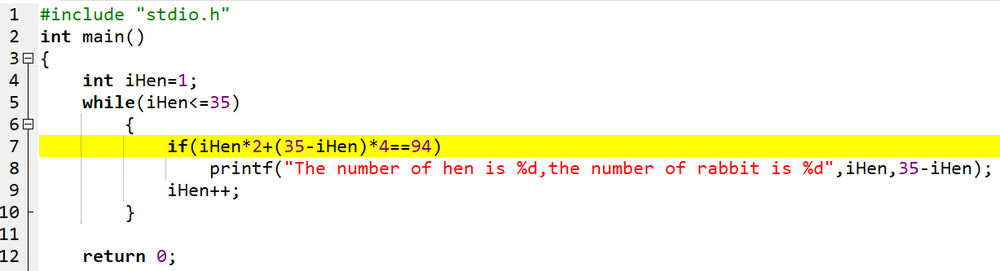 1 #include "stdio.h"
2 int main()
3 {
4 int iHen=1;
5 while(iHen<=35)
6 {
7 if(iHen*2+(35-iHen)*4==94)
8 printf("The number of hen is %d,the number of rabbit is %d",iHen,35-iHen);
9 iHen++;
10 }
11
12 return 0;